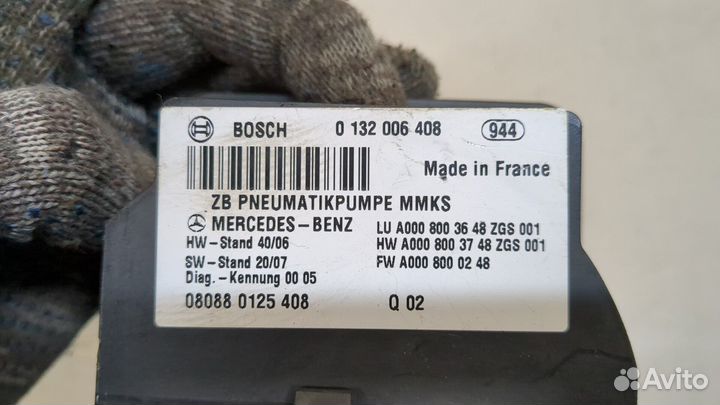 BOSCH 0 132 006 408 944
Made in France
ZB PNEUMATIKPUMPE MMKS
MERCEDES-BENZ
HW-Stand 40/06
SW-Stand 20/07
Diag.-Kennung 00 05
LU A000 800 36 48 ZGS 001
HW A000 800 37 48 ZGS 001
FW A000 800 02 48
08088 0125 408 Q 02
Avito